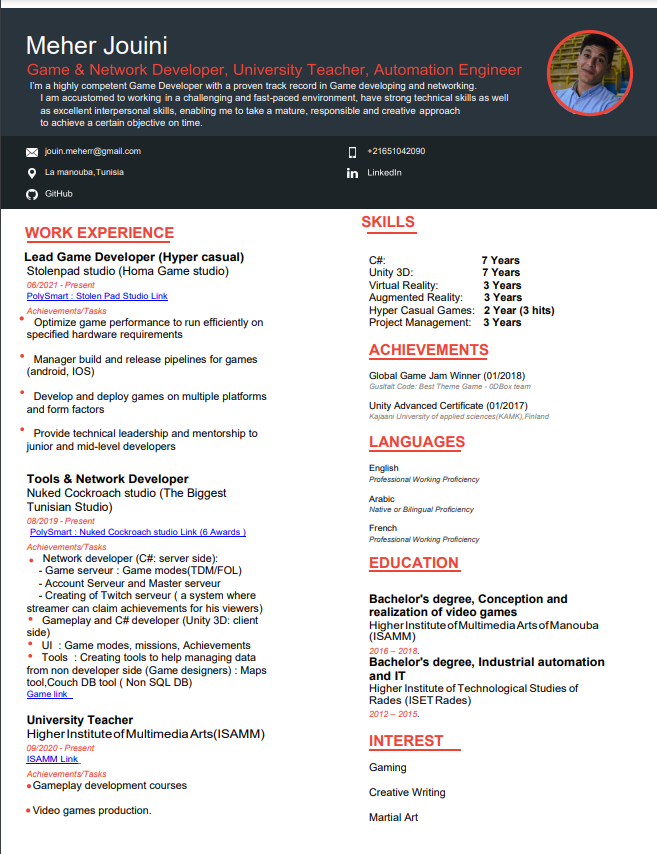 Meher Jouini
Game & Network Developer, University Teacher, Automation Engineer
I'm a highly competent Game Developer with a proven track record in Game developing and networking.
I am accustomed to working in a challenging and fast-paced environment, have strong technical skills as well
as excellent interpersonal skills, enabling me to take a mature, responsible and creative approach
to achieve a certain objective on time.
jouin.meherr@gmail.com
+21651042090
La manouba,Tunisia
LinkedIn
GitHub
WORK EXPERIENCE
Lead Game Developer (Hyper casual)
Stolenpad studio (Homa Game studio)
06/2021 - Present
PolySmart : Stolen Pad Studio Link
Achievements/Tasks
• Optimize game performance to run efficiently on
specified hardware requirements
• Manager build and release pipelines for games
(android, IOS)
• Develop and deploy games on multiple platforms
and form factors
• Provide technical leadership and mentorship to
junior and mid-level developers
Tools & Network Developer
Nuked Cockroach studio (The Biggest
Tunisian Studio)
08/2019 - Present
PolySmart : Nuked Cockroach studio Link (6 Awards )
Achievements/Tasks
• Network developer (C#: server side):
- Game serveur : Game modes(TDM/FOL)
- Account Serveur and Master serveur
- Creating of Twitch serveur ( a system where
streamer can claim achievements for his viewers)
• Gameplay and C# developer (Unity 3D: client
side)
• UI : Game modes, missions, Achievements
• Tools : Creating tools to help managing data
from non developer side (Game designers) : Maps
tool,Couch DB tool ( Non SQL DB)
Game link
University Teacher
Higher Institute of Multimedia Arts(ISAMM)
09/2020 - Present
ISAMM Link
Achievements/Tasks
• Gameplay development courses
• Video games production.
SKILLS
C#: 7 Years
Unity 3D: 7 Years
Virtual Reality: 3 Years
Augmented Reality: 3 Years
Hyper Casual Games: 2 Year (3 hits)
Project Management: 3 Years
ACHIEVEMENTS
Global Game Jam Winner (01/2018)
Gustlalt Code: Best Theme Game - 0DBox team
Unity Advanced Certificate (01/2017)
Kajaani University of applied sciences(KAMK),Finland
LANGUAGES
English
Professional Working Proficiency
Arabic
Native or Bilingual Proficiency
French
Professional Working Proficiency
EDUCATION
Bachelor's degree, Conception and
realization of video games
Higher Institute of Multimedia Arts of Manouba
(ISAMM)
2016 – 2018.
Bachelor's degree, Industrial automation
and IT
Higher Institute of Technological Studies of
Rades (ISET Rades)
2012 – 2015.
INTEREST
Gaming
Creative Writing
Martial Art